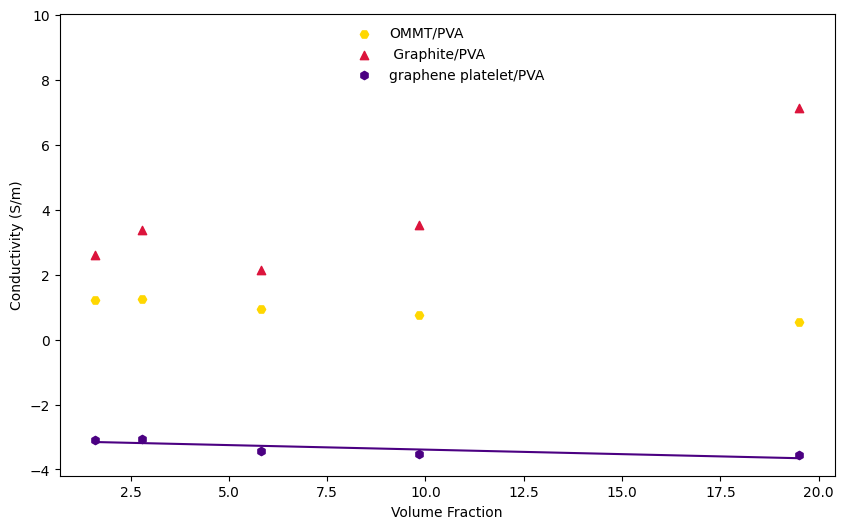 10
8
6
4
2
0
−2
−4
Conductivity (S/m)
OMMT/PVA
Graphite/PVA
graphene platelet/PVA
2.5 5.0 7.5 10.0 12.5 15.0 17.5 20.0
Volume Fraction